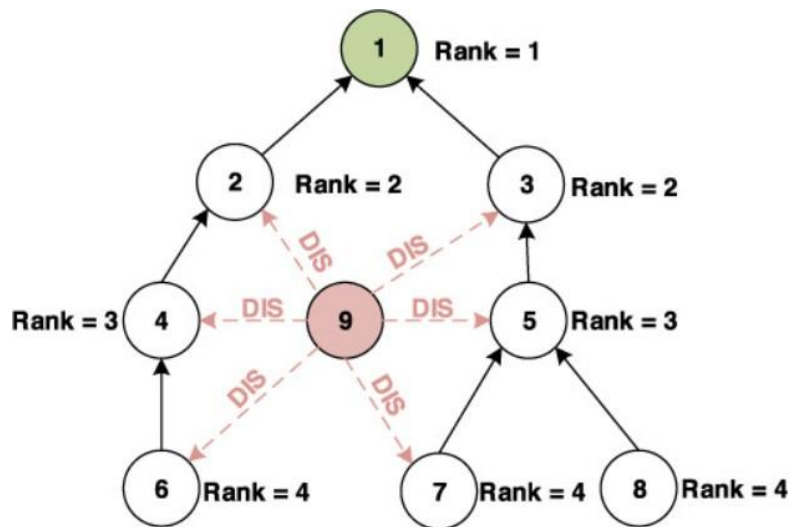 1
Rank = 1
2
Rank = 2
3
Rank = 2
DIS
DIS
Rank = 3
4
DIS
9
DIS
5
Rank = 3
DIS
DIS
6
Rank = 4
7
Rank = 4
8
Rank = 4